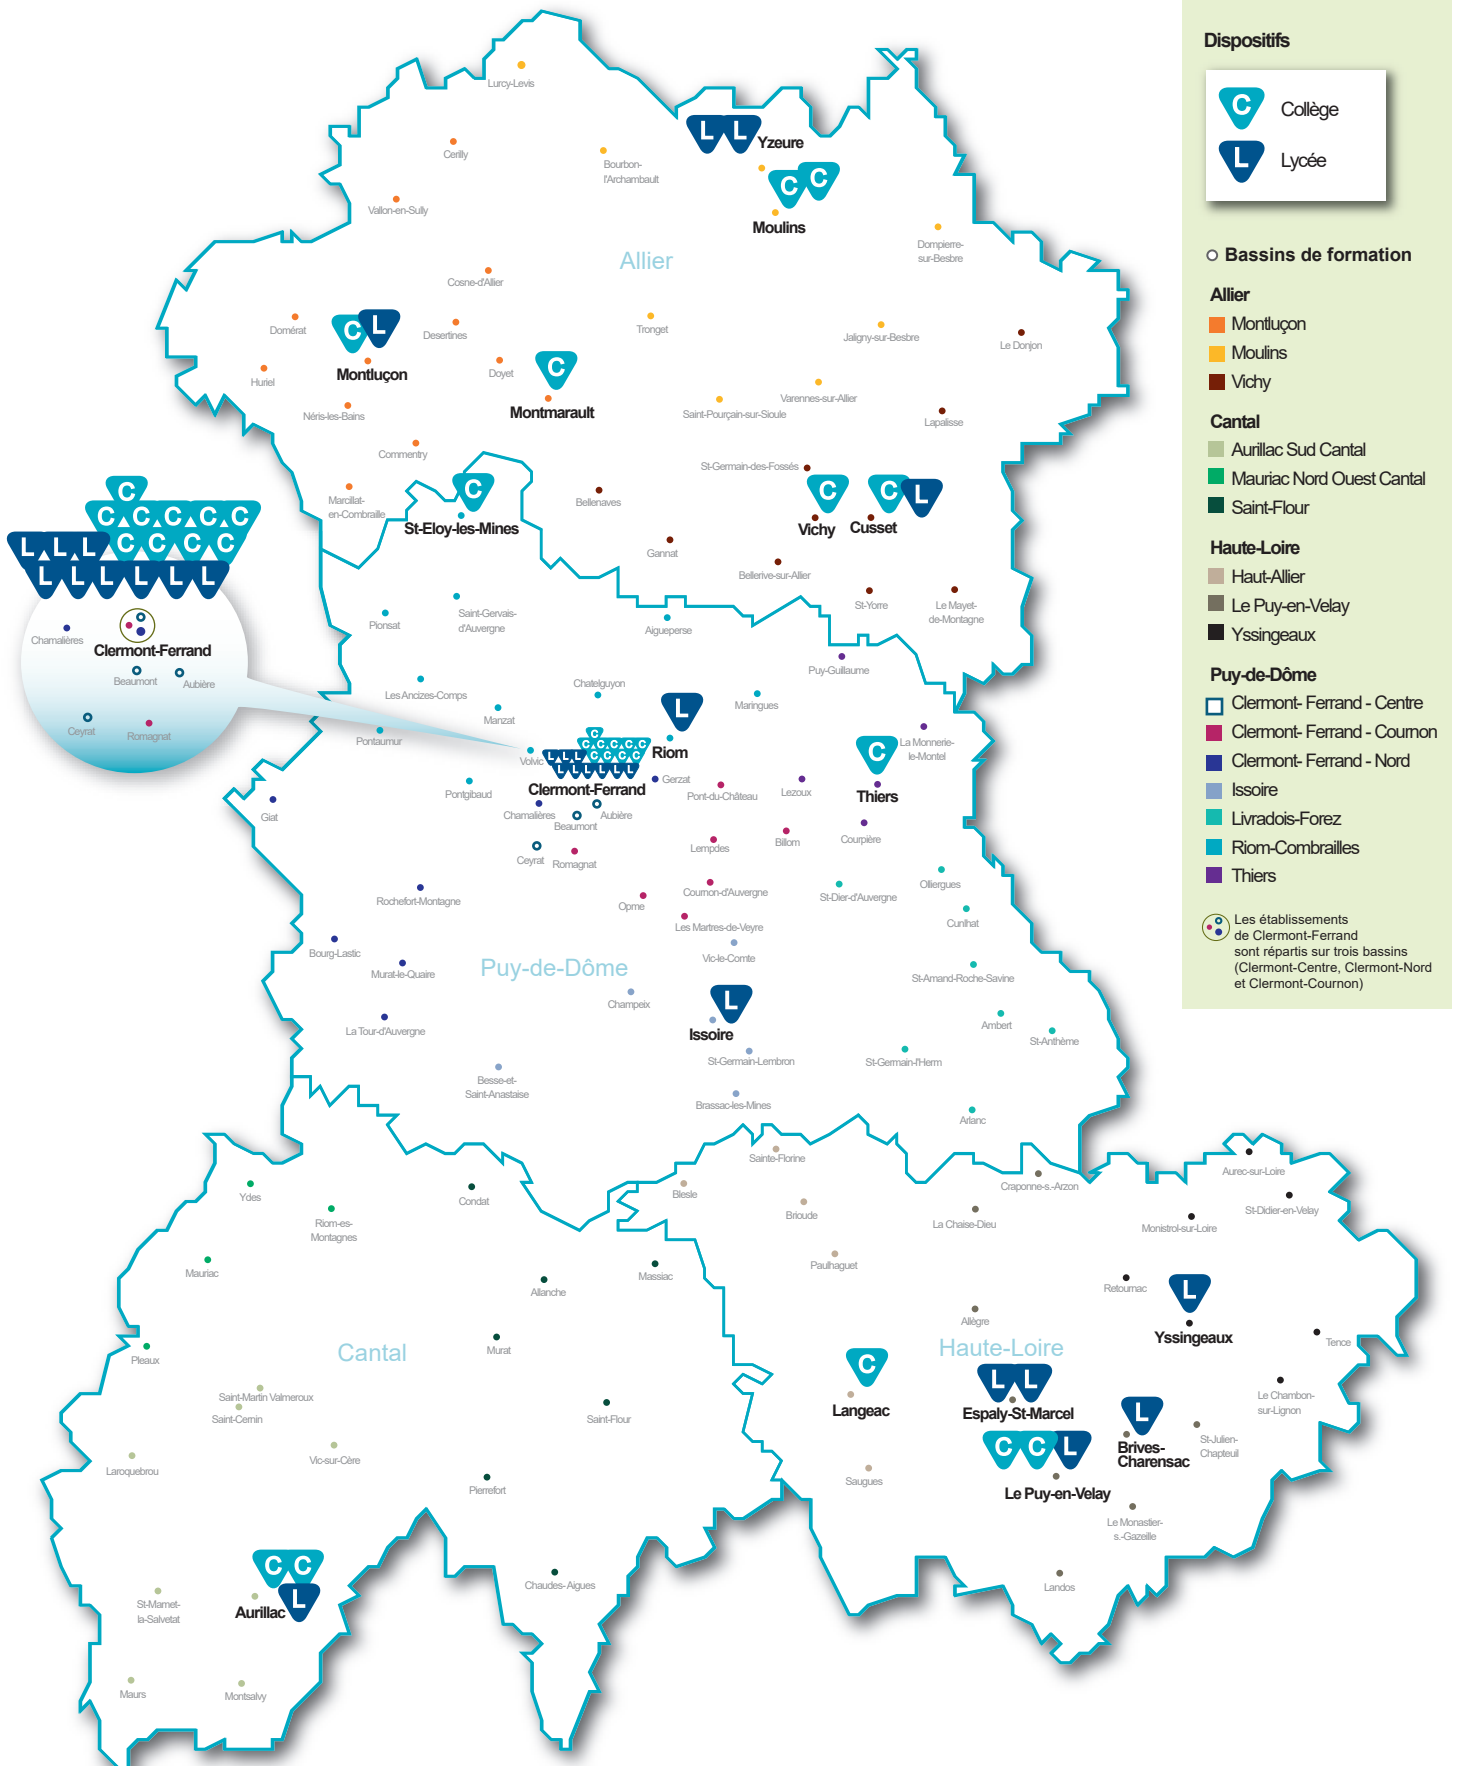 Lurcy-Levis
Cerilly
Bourbon-
l'Archambault
L L
Yzeure
Vallon-en-Sully
C C
Moulins
Dompierre-
sur-Besbre
Allier
Cosne-d'Allier
Domérat
C L
Desertines
Tronget
Jaligny-sur-Besbre
Le Donjon
Huriel
Montluçon
Doyet
C
Montmarault
Néris-les-Bains
Saint-Pourçain-sur-Sioule
Varennes-sur-Allier
Lapalisse
Commentry
St-Germain-des-Fossés
Marcillat-
en-Combraille
C
St-Eloy-les-Mines
Bellenaves
C
Vichy
C L
Cusset
Gannat
Bellerive-sur-Allier
St-Yorre
Le Mayet-
de-Montagne
C
C C C C C
L L L C C C C
L L L L L L
Chamalières
Clermont-Ferrand
Beaumont
Aubière
Ceyrat
Romagnat
Pionsat
Saint-Gervais-
d'Auvergne
Aigueperse
Puy-Guillaume
Les Ancizes-Comps
Chatelguyon
Manzat
Maringues
L
Riom
Pontaumur
Volvic
C
C C C C C
L L L C C C C
L L L L L L
Clermont-Ferrand
La Monnerie-
le-Montel
C
Thiers
Gerzat
Pontgibaud
Pont-du-Château
Lezoux
Giat
Chamalières
Beaumont
Aubière
Courpière
Billom
Lempdes
Ceyrat
Romagnat
Rochefort-Montagne
Opme
Cournon-d'Auvergne
St-Dier-d'Auvergne
Olliergues
Cunlhat
Les Martres-de-Veyre
Bourg-Lastic
Vic-le-Comte
Murat-le-Quaire
Puy-de-Dôme
St-Amand-Roche-Savine
Champeix
L
Issoire
La Tour-d'Auvergne
Ambert
St-Anthème
St-Germain-Lembron
St-Germain-l'Herm
Besse-et-
Saint-Anastaise
Brassac-les-Mines
Arlanc
Sainte-Florine
Aurec-sur-Loire
Ydes
Condat
Blesle
Craponne-s.-Arzon
St-Didier-en-Velay
Riom-es-
Montagnes
Brioude
La Chaise-Dieu
Monistrol-sur-Loire
Mauriac
Massiac
Paulhaguet
Allanche
Retournac
L
Yssingeaux
Allègre
Murat
Cantal
Haute-Loire
Tence
Pleaux
C
Langeac
L L
Espaly-St-Marcel
Saint-Martin Valmeroux
Saint-Cernin
Saint-Flour
Le Chambon-
sur-Lignon
L
Brives-
Charensac
St-Julien-
Chapteuil
C C L
Le Puy-en-Velay
Laroquebrou
Vic-sur-Cère
Saugues
Pierrefort
Le Monastier-
s.-Gazeille
Landos
Chaudes- Aigues
C C
L
Aurillac
St-Mamet-
la-Salvetat
Maurs
Montsalvy
Dispositifs
C Collège
L Lycée
Bassins de formation
Allier
Montluçon
Moulins
Vichy
Cantal
Aurillac Sud Cantal
Mauriac Nord Ouest Cantal
Saint-Flour
Haute-Loire
Haut-Allier
Le Puy-en-Velay
Yssingeaux
Puy-de-Dôme
Clermont- Ferrand - Centre
Clermont- Ferrand - Cournon
Clermont- Ferrand - Nord
Issoire
Livradois-Forez
Riom-Combrailles
Thiers
Les établissements
de Clermont-Ferrand
sont répartis sur trois bassins
(Clermont-Centre, Clermont-Nord
et Clermont-Cournon)